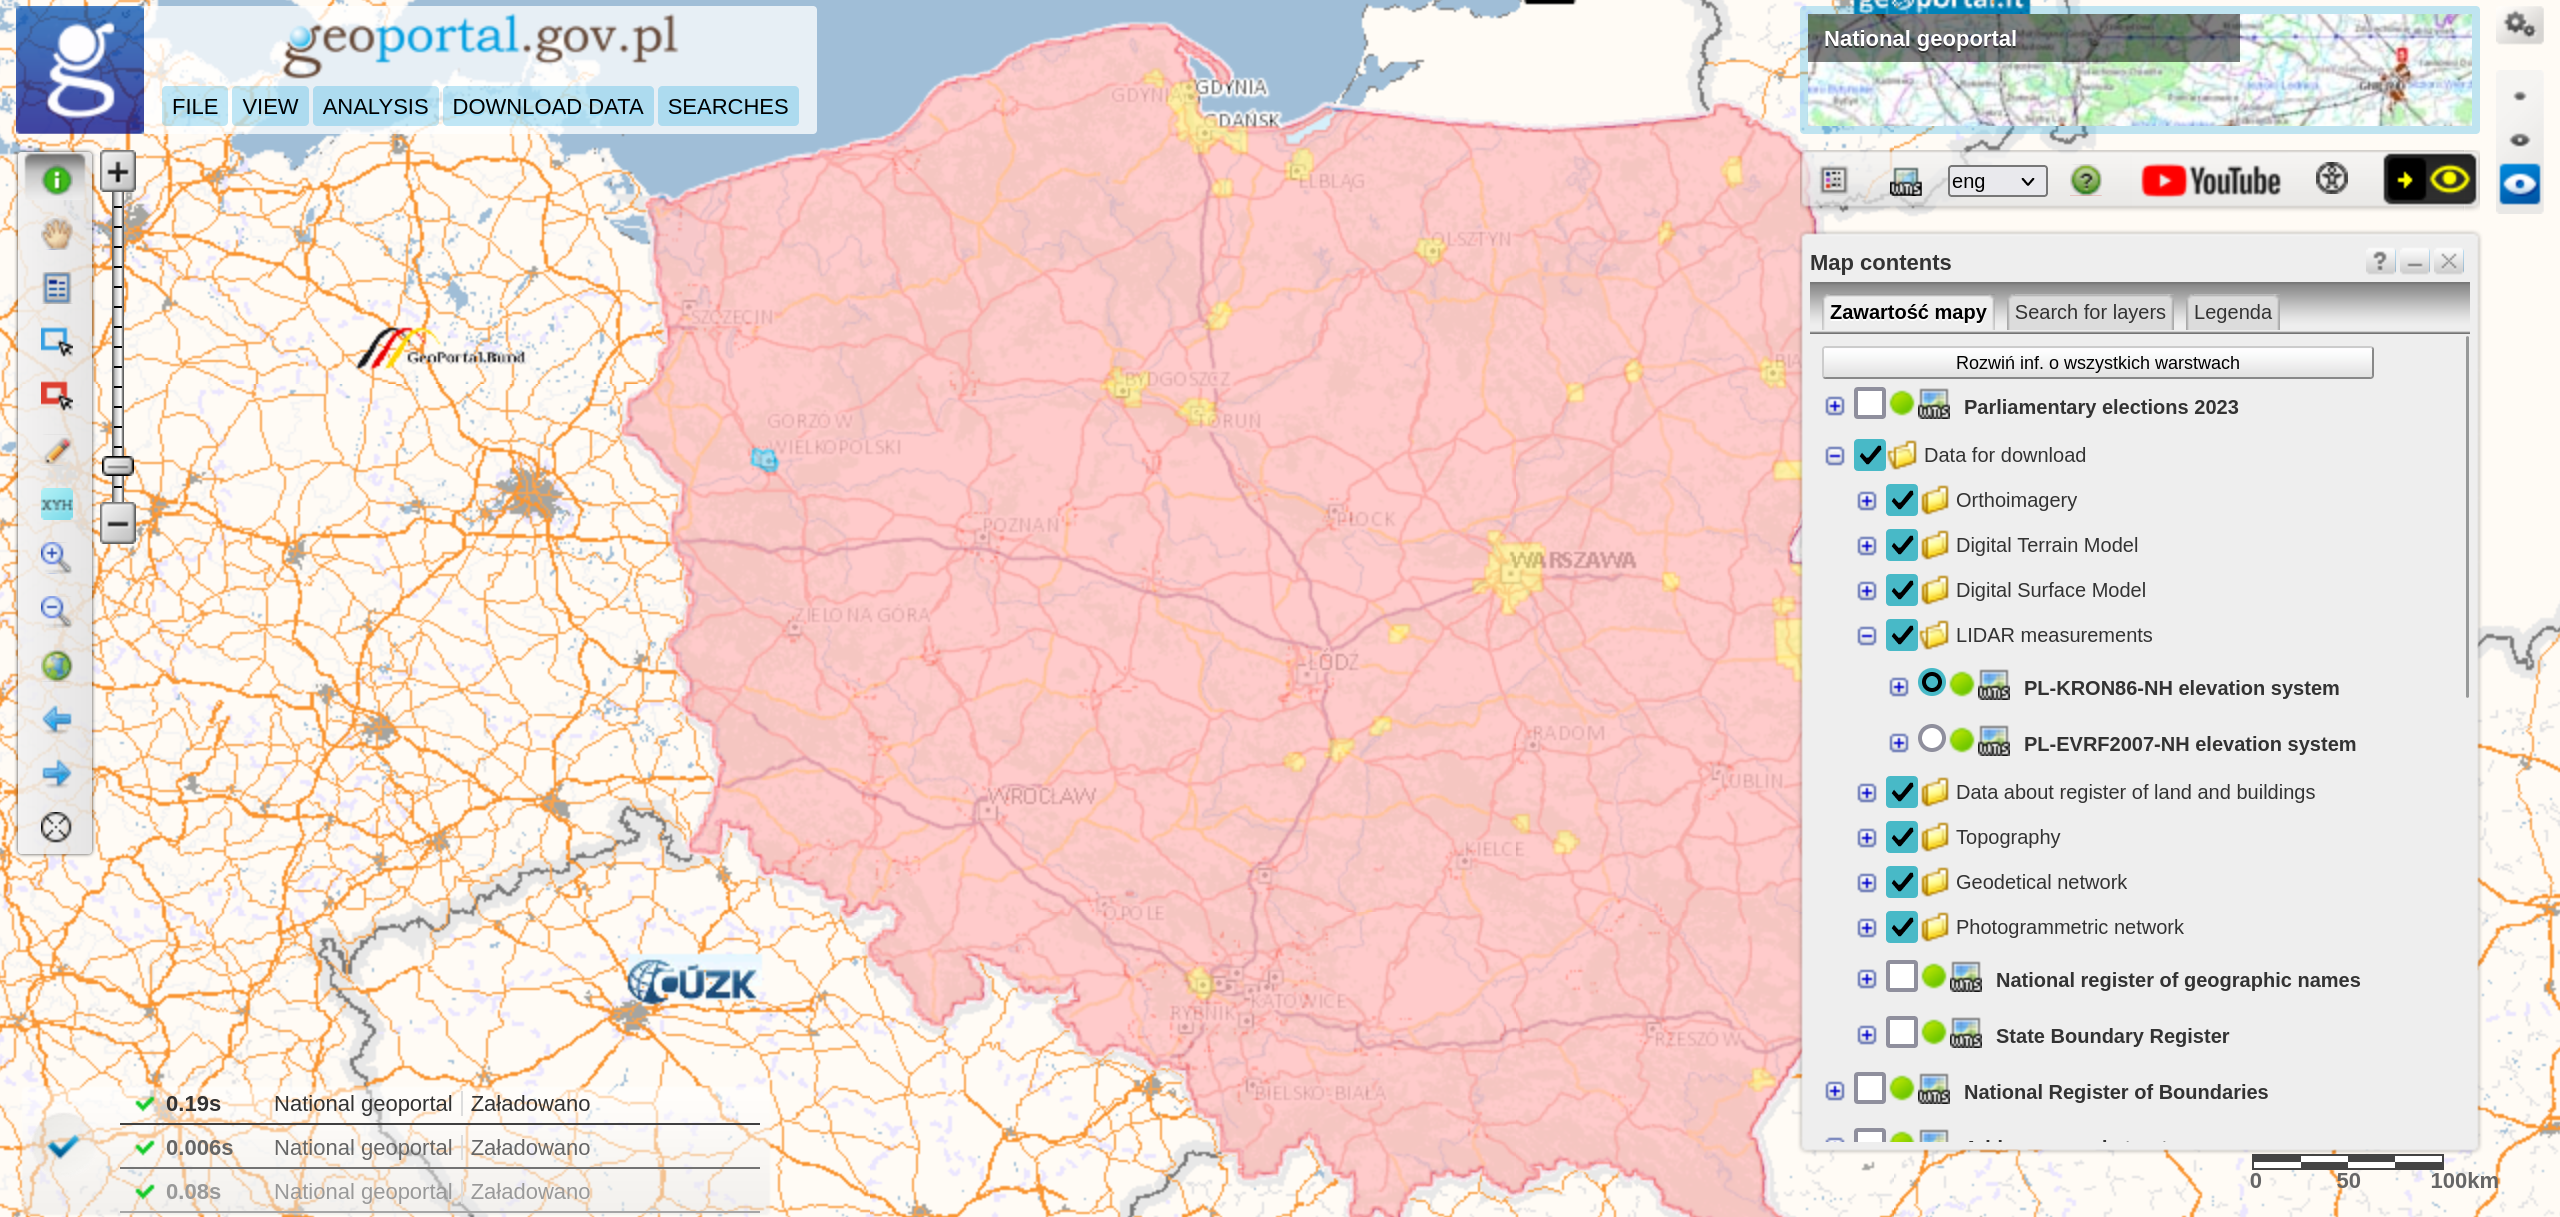 geoportal.gov.pl
FILE VIEW ANALYSIS DOWNLOAD DATA SEARCHES
National geoportal
eng
YouTube
XYH
GeoPortal.Bund
ÚZK
GDYNIA
GDYNIA
GDAŃSK
ELBLĄG
OLSZTYN
SZCZECIN
BYDGOSZCZ
TORUŃ
GORZÓW
WIELKOPOLSKI
POZNAŃ
PŁOCK
WARSZAWA
ZIELONA GÓRA
ŁÓDŹ
RADOM
LUBLIN
WROCŁAW
KIELCE
OPOLE
KATOWICE
RYBNIK
RZESZÓW
BIELSKO-BIAŁA
Map contents
Zawartość mapy
Search for layers
Legenda
Rozwiń inf. o wszystkich warstwach
Parliamentary elections 2023
Data for download
Orthoimagery
Digital Terrain Model
Digital Surface Model
LIDAR measurements
PL-KRON86-NH elevation system
PL-EVRF2007-NH elevation system
Data about register of land and buildings
Topography
Geodetical network
Photogrammetric network
National register of geographic names
State Boundary Register
National Register of Boundaries
0.19s National geoportal Załadowano
0.006s National geoportal Załadowano
0.08s National geoportal Załadowano
0 50 100km